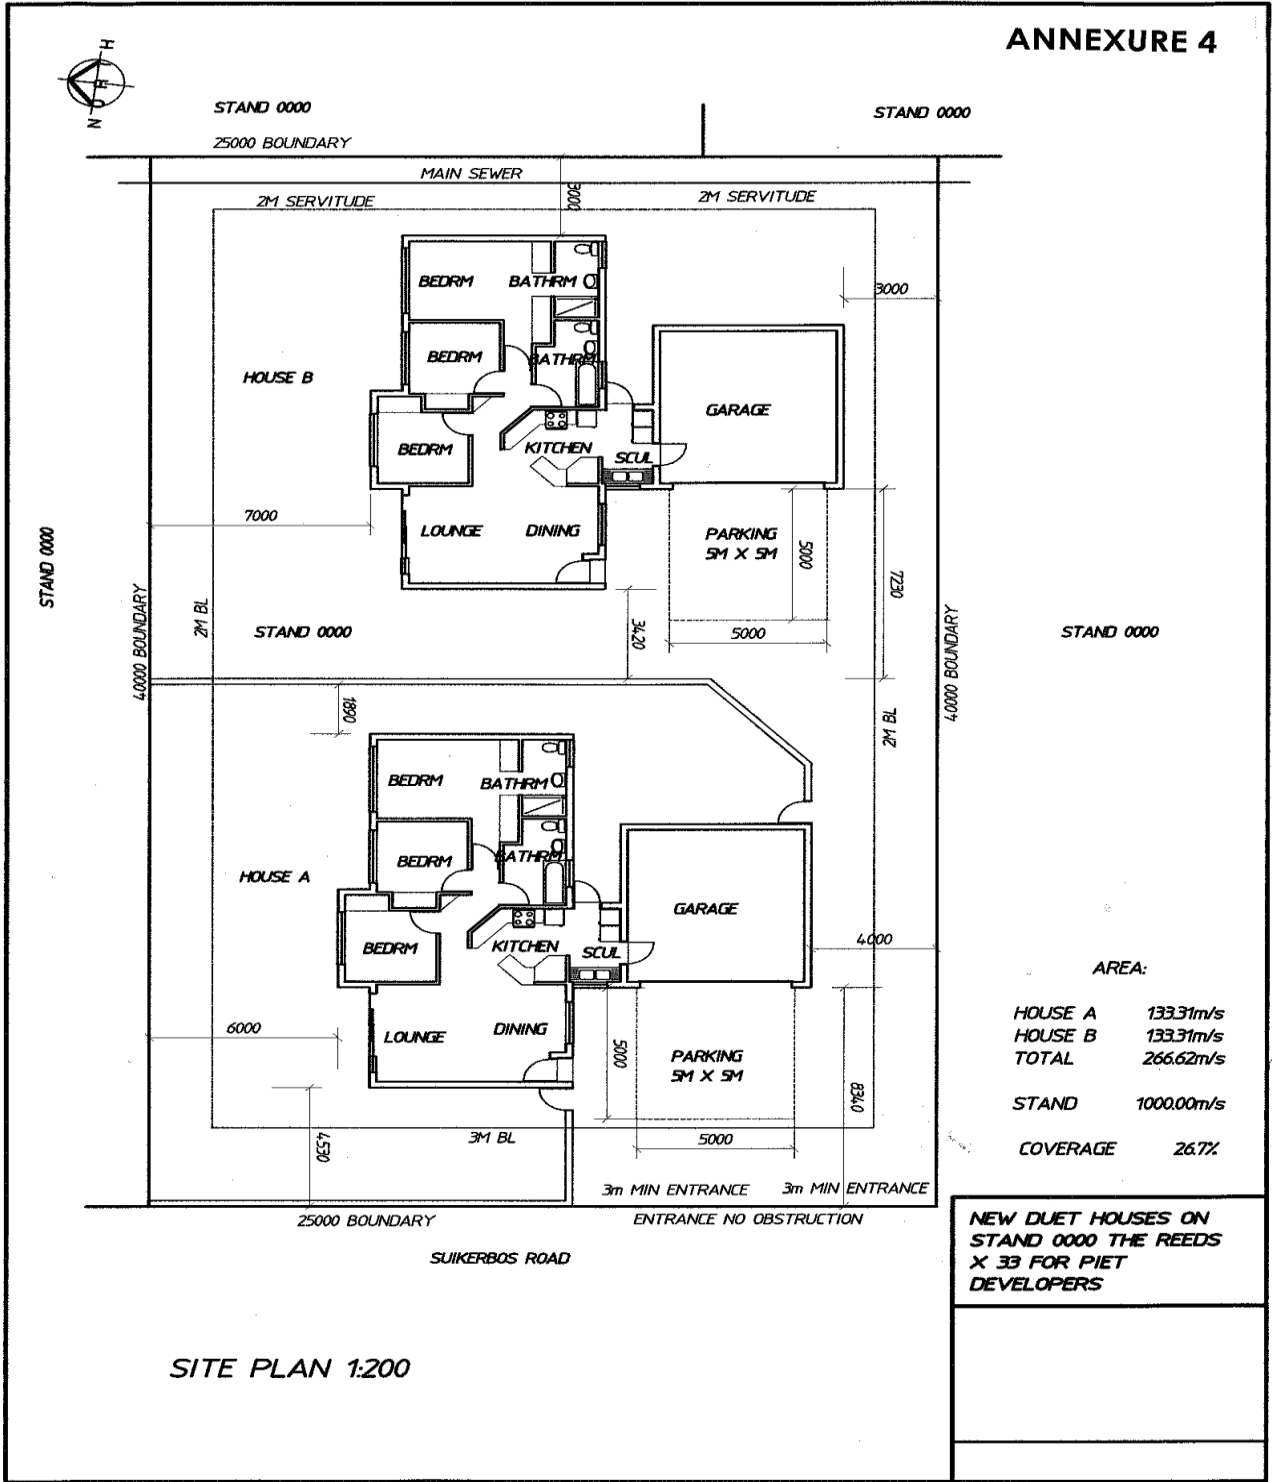 ANNEXURE 4
NORTH
STAND 0000
STAND 0000
25000 BOUNDARY
MAIN SEWER
2M SERVITUDE
3000
2M SERVITUDE
BEDRM
BATHRM
3000
BEDRM
BATHRM
HOUSE B
GARAGE
BEDRM
KITCHEN
SCUL
7000
LOUNGE
DINING
PARKING
5M X 5M
5000
7230
STAND 0000
40000 BOUNDARY
2M BL
STAND 0000
3420
5000
40000 BOUNDARY
STAND 0000
1890
2M BL
BEDRM
BATHRM
BEDRM
BATHRM
HOUSE A
GARAGE
BEDRM
KITCHEN
SCUL
4000
6000
LOUNGE
DINING
5000
PARKING
5M X 5M
8340
4530
3M BL
5000
3m MIN ENTRANCE
3m MIN ENTRANCE
25000 BOUNDARY
ENTRANCE NO OBSTRUCTION
SUIKERBOS ROAD
AREA:
HOUSE A 133.31m/s
HOUSE B 133.31m/s
TOTAL 266.62m/s
STAND 1000.00m/s
COVERAGE 26.7%
NEW DUET HOUSES ON
STAND 0000 THE REEDS
X 33 FOR PIET
DEVELOPERS
SITE PLAN 1:200